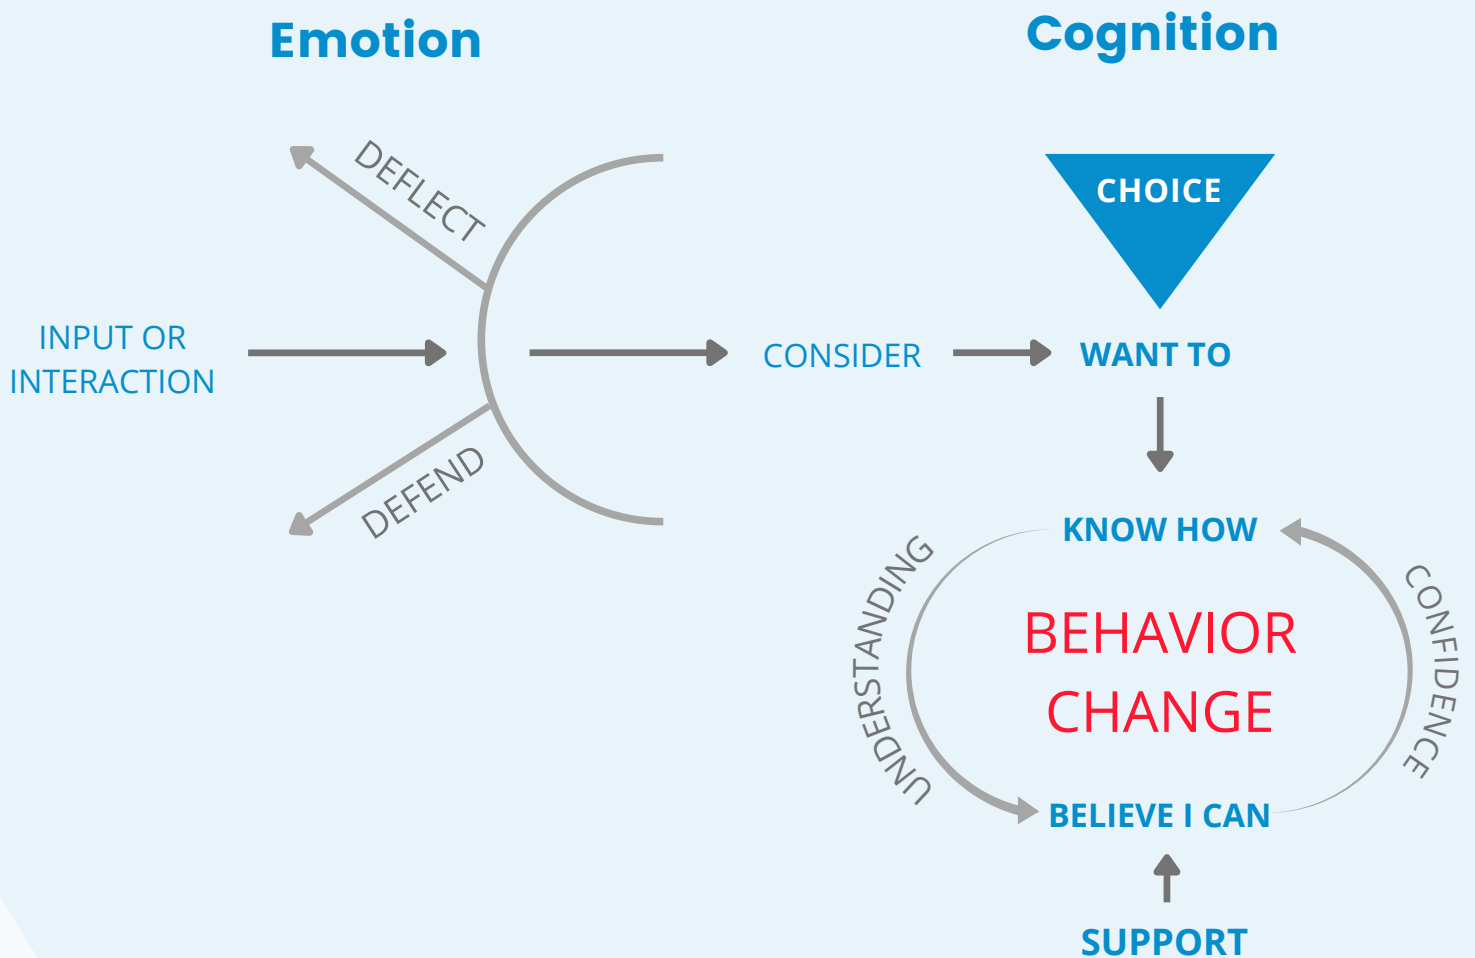 Emotion
Cognition
DEFLECT
CHOICE
INPUT OR
INTERACTION
CONSIDER
WANT TO
DEFEND
KNOW HOW
UNDERSTANDING
CONFIDENCE
BEHAVIOR
CHANGE
BELIEVE I CAN
SUPPORT